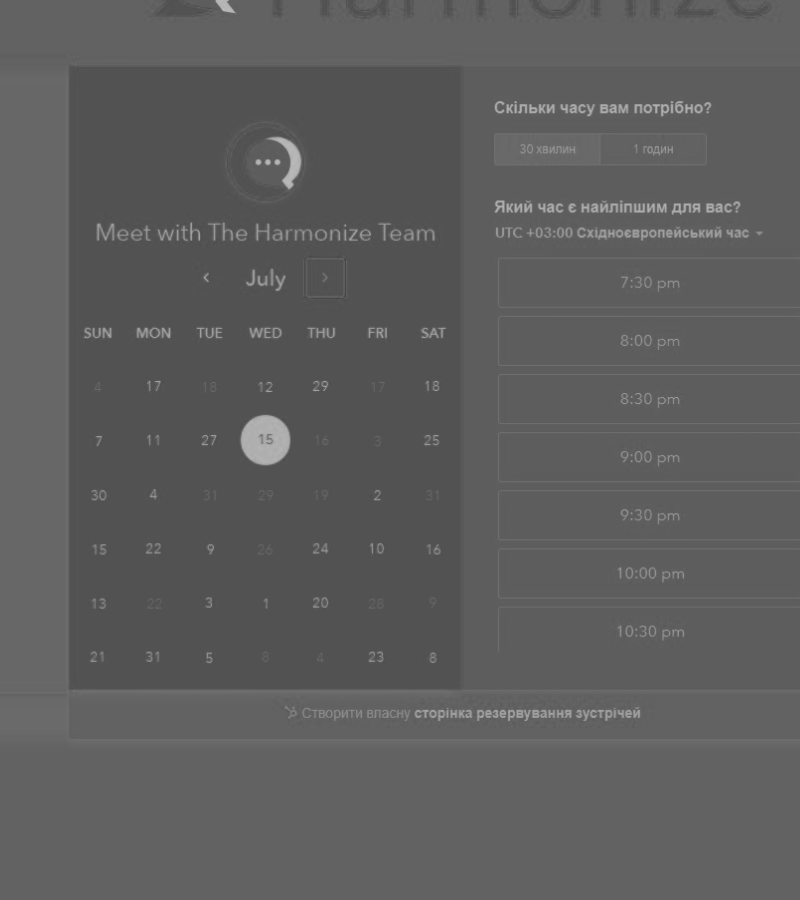 Harmonize
Meet with The Harmonize Team
July
SUN MON TUE WED THU FRI SAT
4 17 18 12 29 17 18
7 11 27 15 16 3 25
30 4 31 29 19 2 31
15 22 9 26 24 10 16
13 22 3 1 20 28 9
21 31 5 8 4 23 8
Скільки часу вам потрібно?
30 хвилин 1 годин
Який час є найліпшим для вас?
UTC +03:00 Східноєвропейський час
7:30 pm
8:00 pm
8:30 pm
9:00 pm
9:30 pm
10:00 pm
10:30 pm
Створити власну сторінка резервування зустрічей